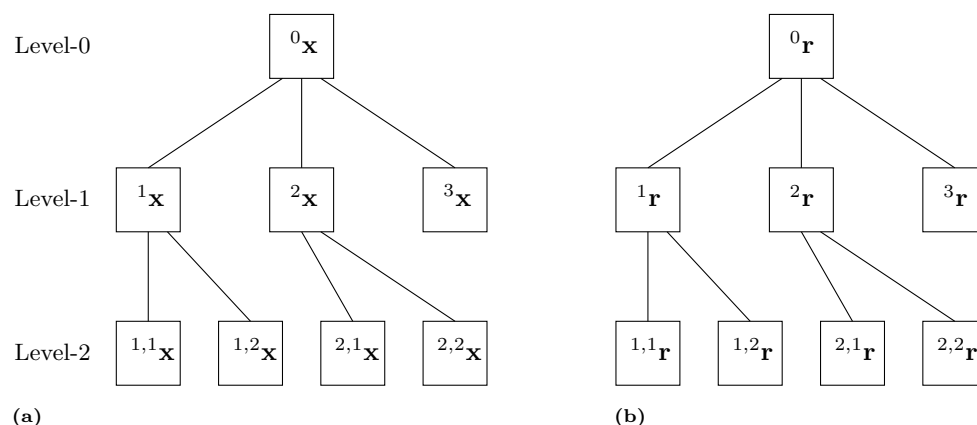 Level-0 ⁰x ⁰r
Level-1 ¹x ²x ³x ¹r ²r ³r
Level-2 ¹,¹x ¹,²x ²,¹x ²,²x ¹,¹r ¹,²r ²,¹r ²,²r
(a) (b)